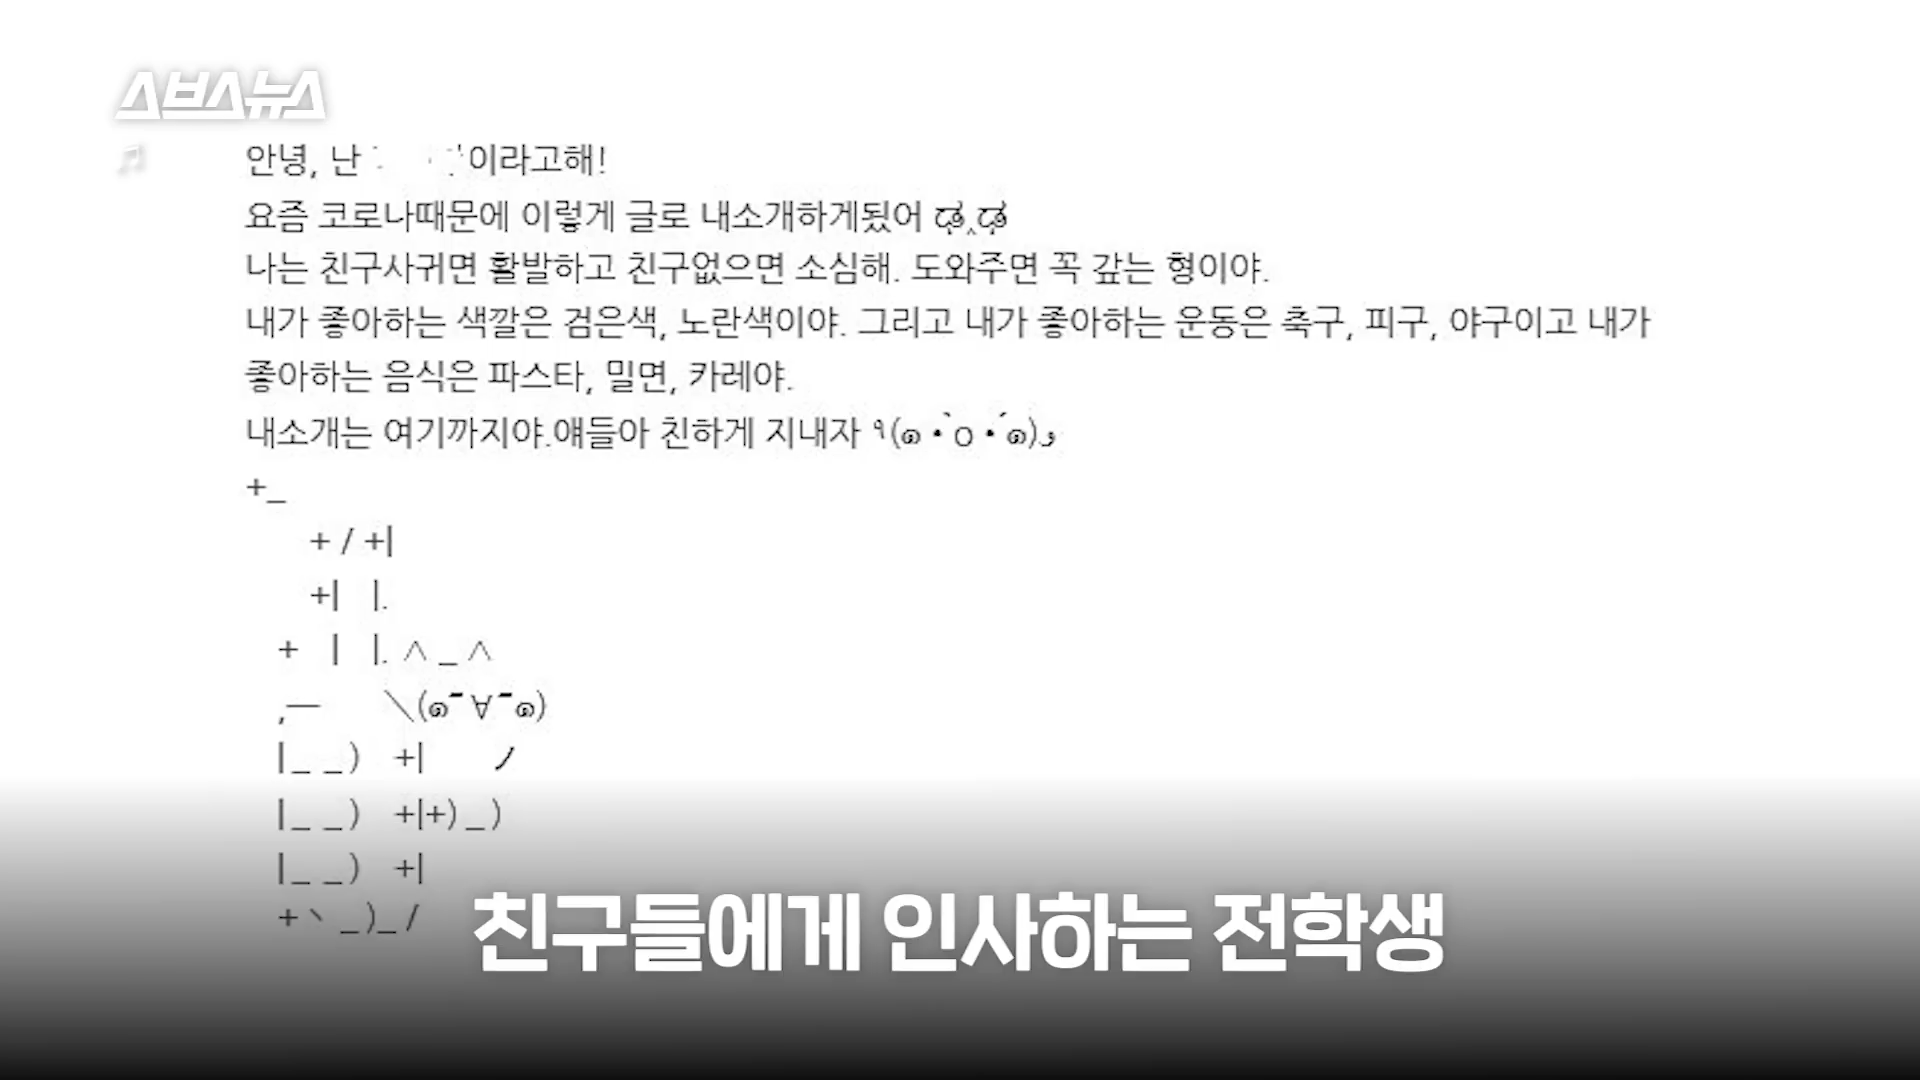 스브스뉴스
안녕, 난 '이라고해!
요즘 코로나때문에 이렇게 글로 내소개하게됬어 ఠ్ఠ ˓̭ ఠ్ఠ
나는 친구사귀면 활발하고 친구없으면 소심해. 도와주면 꼭 갚는 형이야.
내가 좋아하는 색깔은 검은색, 노란색이야. 그리고 내가 좋아하는 운동은 축구, 피구, 야구이고 내가
좋아하는 음식은 파스타, 밀면, 카레야.
내소개는 여기까지야.얘들아 친하게 지내자 ٩(๑•̀o•́๑)و
+_
+ / +|
+| |.
+ | |. ∧ _ ∧
,― ＼(๑ˉ∀ˉ๑)
|_ _ ) +| ノ
|_ _ ) +|+) _ )
|_ _ ) +|
+丶 _)_ /
친구들에게 인사하는 전학생